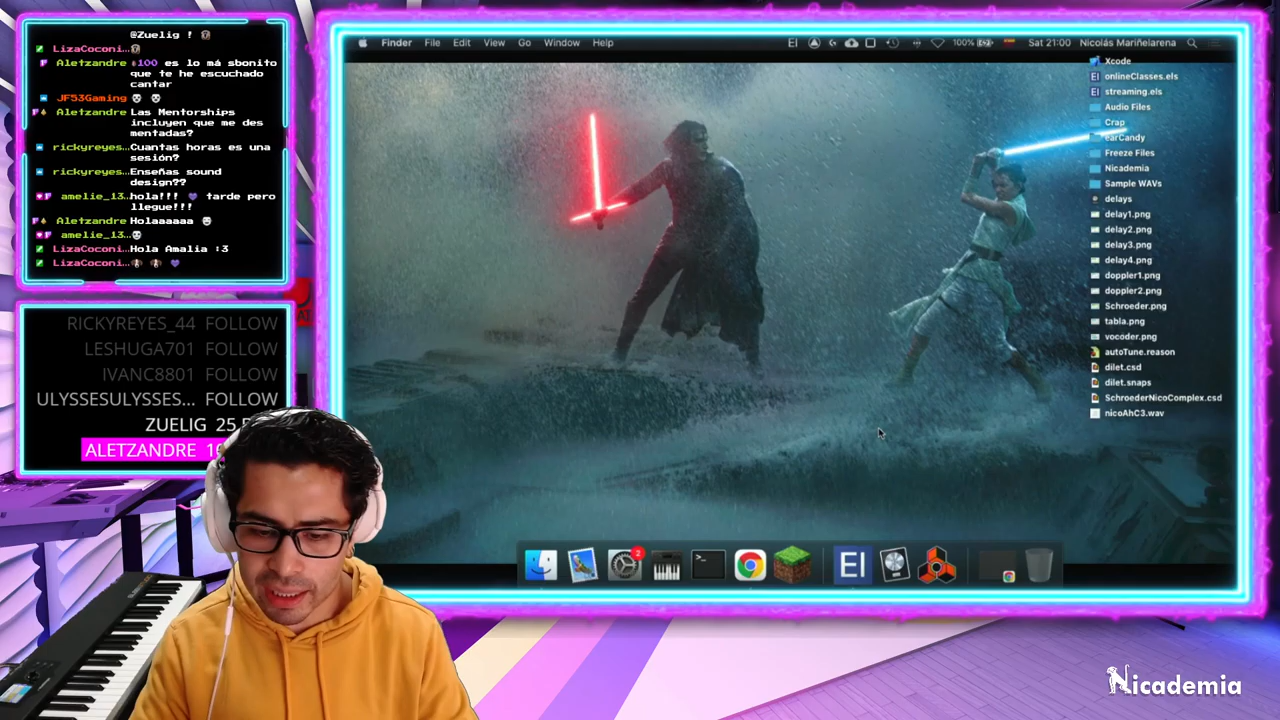 @Zuelig !
LizaCoconi...
Aletzandre 100 es lo má sbonito
que te he escuchado
cantar
JF53Gaming
Aletzandre Las Mentorships
incluyen que me des
mentadas?
rickyreyes... Cuantas horas es una
sesión?
rickyreyes... Enseñas sound
design??
amelie_13... hola!!! tarde pero
llegue!!!
Aletzandre Holaaaaaa
amelie_13...
LizaCoconi... Hola Amalia :3
LizaCoconi...
RICKYREYES_44 FOLLOW
LESHUGA701 FOLLOW
IVANC8801 FOLLOW
ULYSSESULYSSES... FOLLOW
ZUELIG 25
ALETZANDRE
Finder File Edit View Go Window Help
EI 100% Sat 21:00 Nicolás Mariñelarena
Xcode
onlineClasses.els
streaming.els
Audio Files
Crap
earCandy
Freeze Files
Nicademia
Sample WAVs
delays
delay1.png
delay2.png
delay3.png
delay4.png
doppler1.png
doppler2.png
Schroeder.png
tabla.png
vocoder.png
autoTune.reason
dilet.csd
dilet.snaps
SchroederNicoComplex.csd
nicoAhC3.wav
2
EI
Nicademia